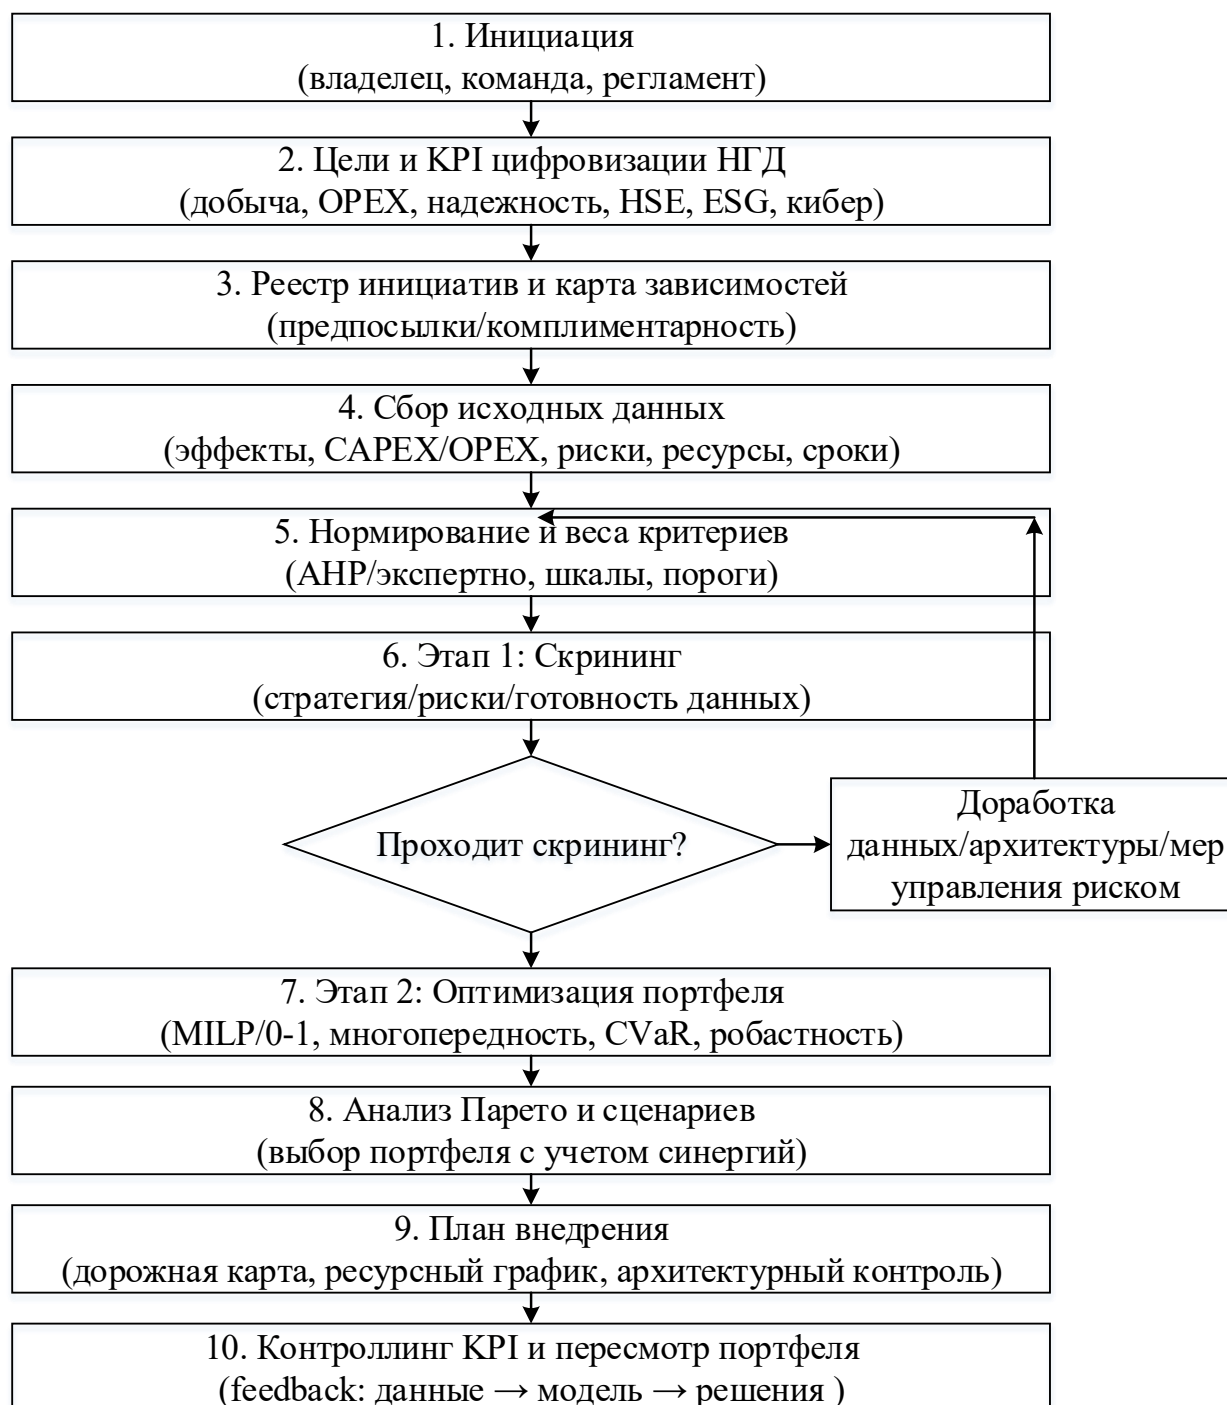 1. Инициация
(владелец, команда, регламент)
2. Цели и KPI цифровизации НГД
(добыча, OPEX, надежность, HSE, ESG, кибер)
3. Реестр инициатив и карта зависимостей
(предпосылки/комплиментарность)
4. Сбор исходных данных
(эффекты, CAPEX/OPEX, риски, ресурсы, сроки)
5. Нормирование и веса критериев
(AHP/экспертно, шкалы, пороги)
6. Этап 1: Скрининг
(стратегия/риски/готовность данных)
Проходит скрининг?
Доработка
данных/архитектуры/мер
управления риском
7. Этап 2: Оптимизация портфеля
(MILP/0-1, многопередность, CVaR, робастность)
8. Анализ Парето и сценариев
(выбор портфеля с учетом синергий)
9. План внедрения
(дорожная карта, ресурсный график, архитектурный контроль)
10. Контроллинг KPI и пересмотр портфеля
(feedback: данные → модель → решения )